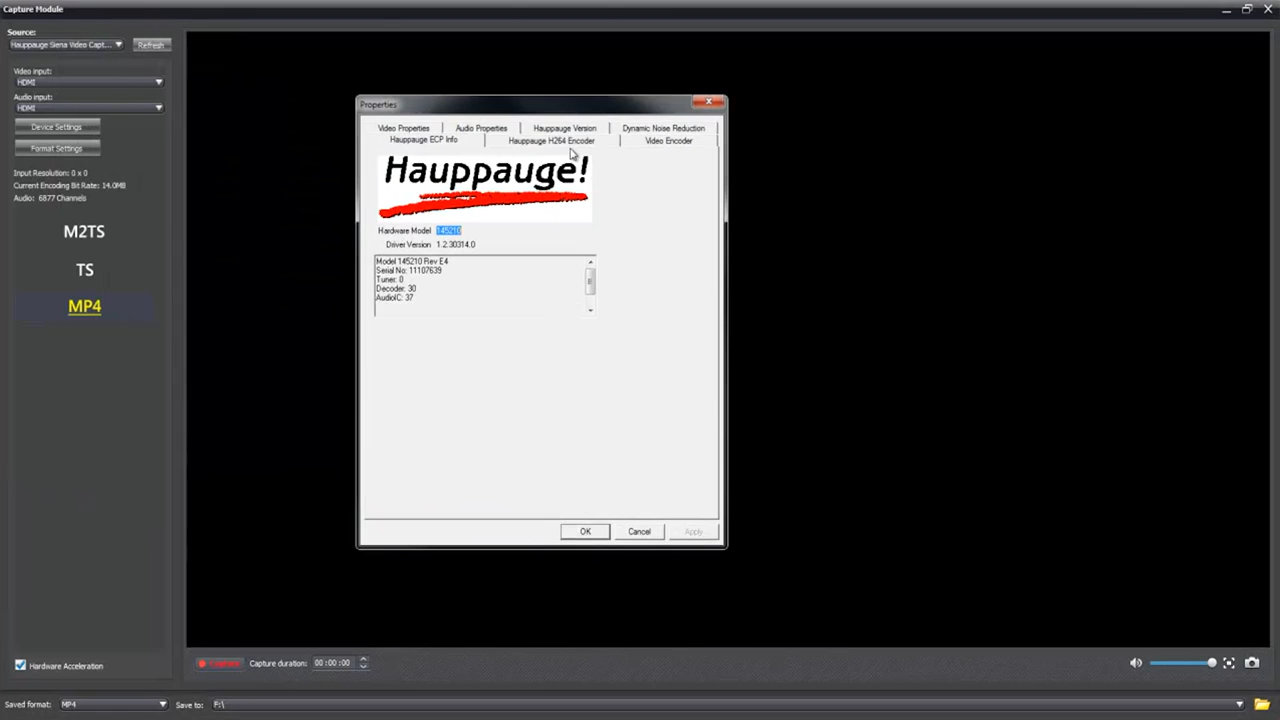 Capture Module
Source:
Hauppauge Siena Video Capt...
Refresh
Video input:
HDMI
Audio input:
HDMI
Device Settings
Format Settings
Input Resolution: 0 x 0
Current Encoding Bit Rate: 14.0MB
Audio: 6877 Channels
M2TS
TS
MP4
Hardware Acceleration
Properties
Video Properties
Audio Properties
Hauppauge Version
Dynamic Noise Reduction
Hauppauge ECP Info
Hauppauge H264 Encoder
Video Encoder
Hauppauge!
Hardware Model 145210
Driver Version 1.2.30314.0
Model 145210 Rev E4
Serial No: 11107639
Tuner: 0
Decoder: 30
AudioIC: 37
OK
Cancel
Apply
Capture
Capture duration: 00:00:00
Saved format: MP4
Save to: F:\